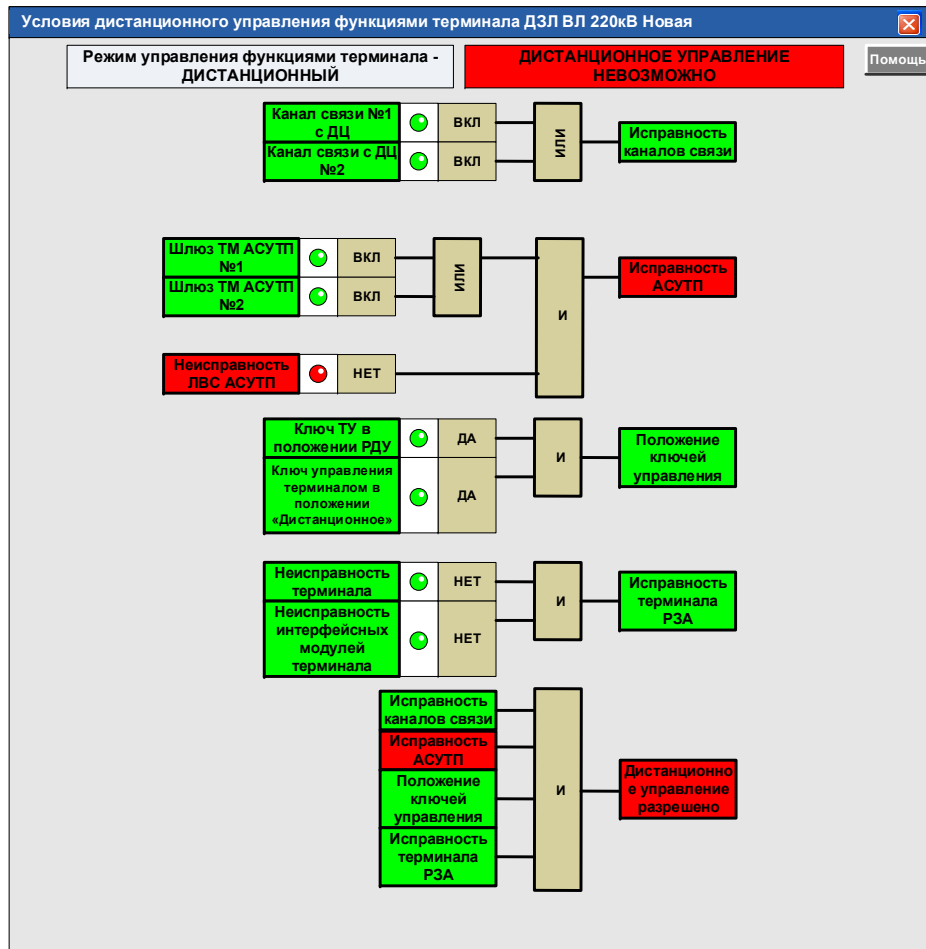 Условия дистанционного управления функциями терминала ДЗЛ ВЛ 220кВ Новая
Режим управления функциями терминала -
ДИСТАНЦИОННЫЙ
ДИСТАНЦИОННОЕ УПРАВЛЕНИЕ
НЕВОЗМОЖНО
Помощь
Канал связи №1
с ДЦ
ВКЛ
Канал связи с ДЦ
№2
ВКЛ
ИЛИ
Исправность
каналов связи
Шлюз ТМ АСУТП
№1
ВКЛ
Шлюз ТМ АСУТП
№2
ВКЛ
ИЛИ
Неисправность
ЛВС АСУТП
НЕТ
И
Исправность
АСУТП
Ключ ТУ в
положении РДУ
ДА
Ключ управления
терминалом в
положении
«Дистанционное»
ДА
И
Положение
ключей
управления
Неисправность
терминала
НЕТ
Неисправность
интерфейсных
модулей
терминала
НЕТ
И
Исправность
терминала
РЗА
Исправность
каналов связи
Исправность
АСУТП
Положение
ключей
управления
Исправность
терминала
РЗА
И
Дистанционно
е управление
разрешено